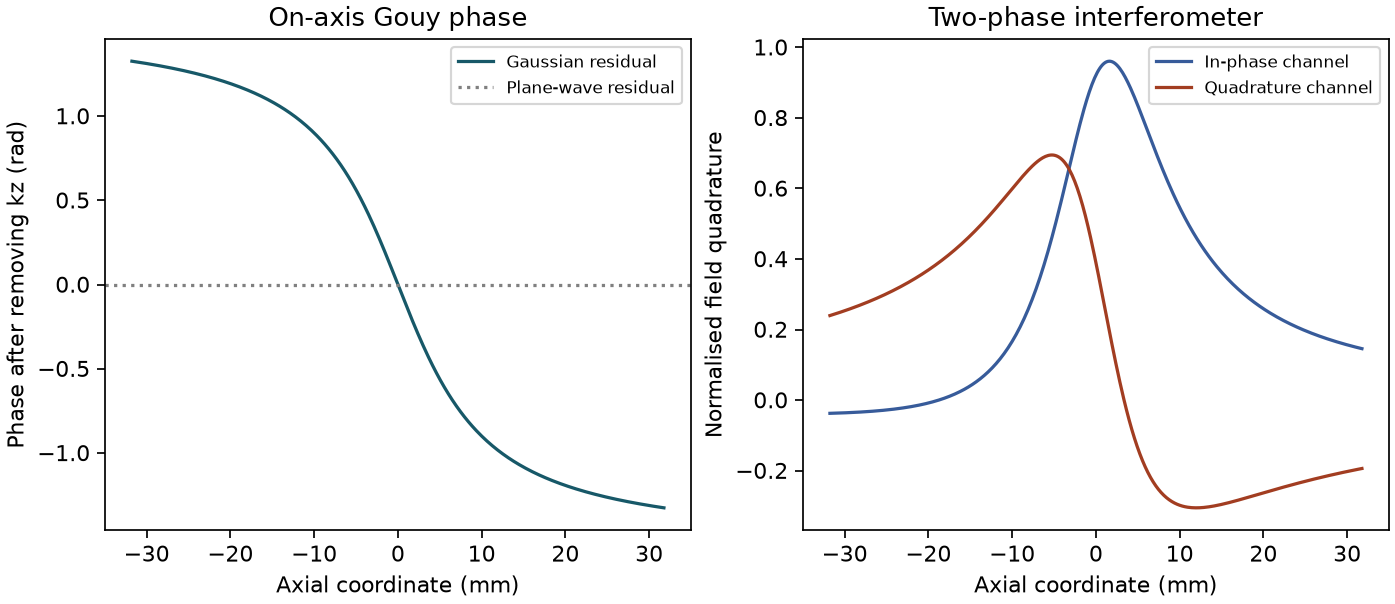 On-axis Gouy phase
Phase after removing kz (rad)
1.0
0.5
0.0
−0.5
−1.0
Gaussian residual
Plane-wave residual
−30 −20 −10 0 10 20 30
Axial coordinate (mm)
Two-phase interferometer
Normalised field quadrature
1.0
0.8
0.6
0.4
0.2
0.0
−0.2
In-phase channel
Quadrature channel
−30 −20 −10 0 10 20 30
Axial coordinate (mm)